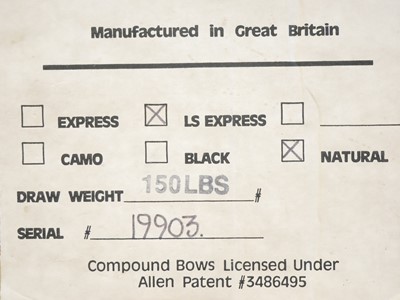 Manufactured in Great Britain
EXPRESS LS EXPRESS
CAMO BLACK NATURAL
DRAW WEIGHT 150LBS #
SERIAL # 19903.
Compound Bows Licensed Under
Allen Patent #3486495